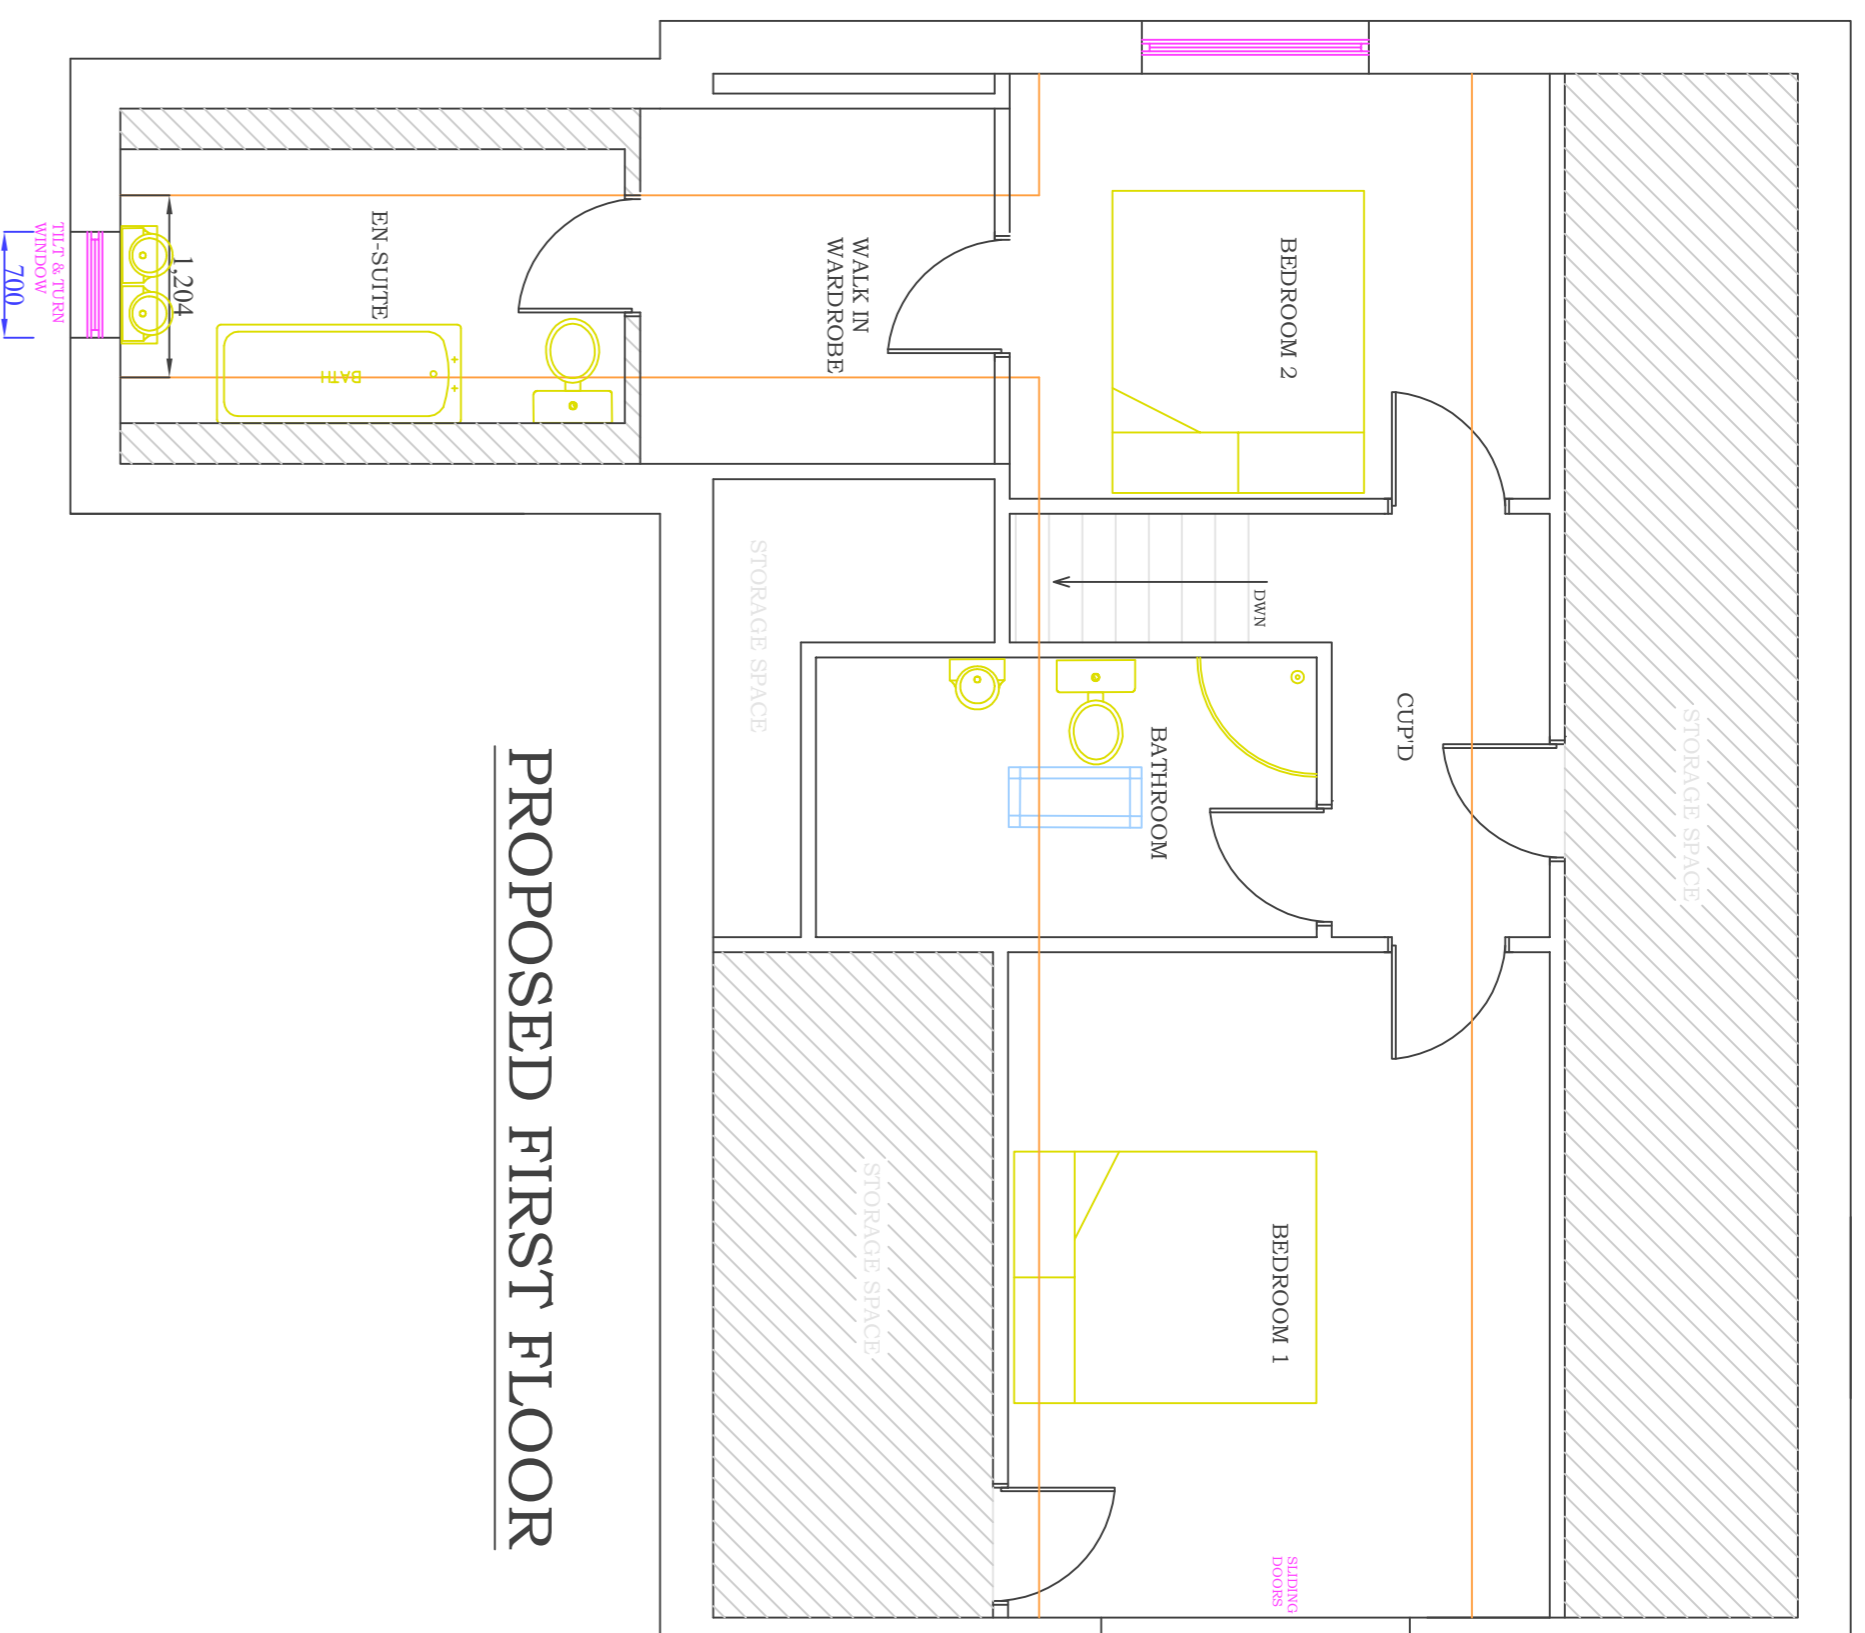 STORAGE SPACE
BEDROOM 2
CUP'D
BEDROOM 1
SLIDING
DOORS
DWN
BATHROOM
WALK IN
WARDROBE
STORAGE SPACE
STORAGE SPACE
PROPOSED FIRST FLOOR
EN-SUITE
BATH
1,204
TILT & TURN
WINDOW
700